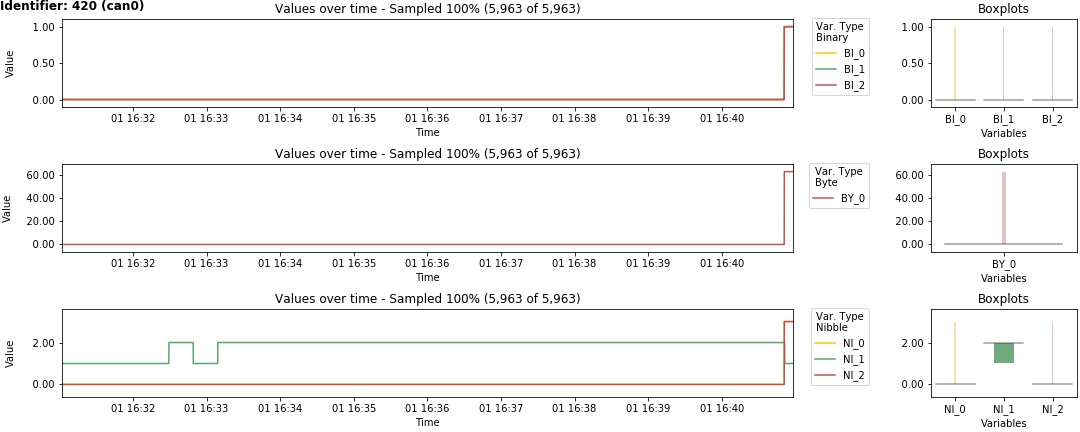 Identifier: 420 (can0)
Values over time - Sampled 100% (5,963 of 5,963)
Value
1.00
0.50
0.00
01 16:32 01 16:33 01 16:34 01 16:35 01 16:36 01 16:37 01 16:38 01 16:39 01 16:40
Time
Var. Type
Binary
BI_0
BI_1
BI_2
Boxplots
1.00
0.50
0.00
BI_0 BI_1 BI_2
Variables
Values over time - Sampled 100% (5,963 of 5,963)
Value
60.00
40.00
20.00
0.00
01 16:32 01 16:33 01 16:34 01 16:35 01 16:36 01 16:37 01 16:38 01 16:39 01 16:40
Time
Var. Type
Byte
BY_0
Boxplots
60.00
40.00
20.00
0.00
BY_0
Variables
Values over time - Sampled 100% (5,963 of 5,963)
Value
2.00
0.00
01 16:32 01 16:33 01 16:34 01 16:35 01 16:36 01 16:37 01 16:38 01 16:39 01 16:40
Time
Var. Type
Nibble
NI_0
NI_1
NI_2
Boxplots
2.00
0.00
NI_0 NI_1 NI_2
Variables